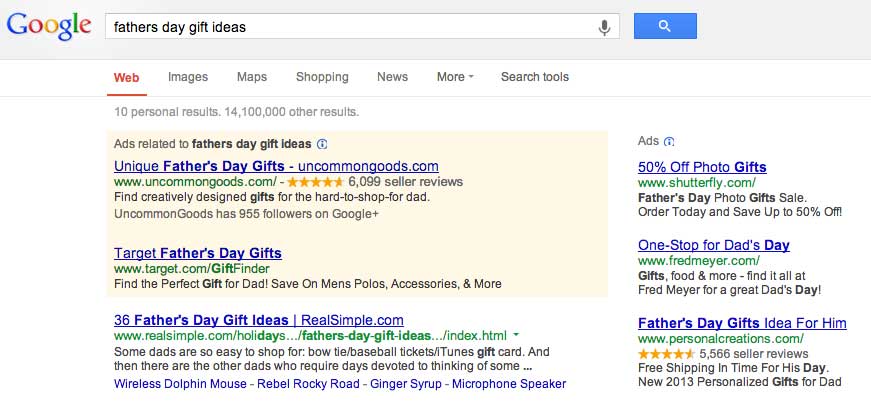 Google
fathers day gift ideas
Web Images Maps Shopping News More Search tools
10 personal results. 14,100,000 other results.
Ads related to fathers day gift ideas
Unique Father's Day Gifts - uncommongoods.com
www.uncommongoods.com/ - 6,099 seller reviews
Find creatively designed gifts for the hard-to-shop-for dad.
UncommonGoods has 955 followers on Google+
Target Father's Day Gifts
www.target.com/GiftFinder
Find the Perfect Gift for Dad! Save On Mens Polos, Accessories, & More
36 Father's Day Gift Ideas | RealSimple.com
www.realsimple.com/holidays.../fathers-day-gift-ideas.../index.html
Some dads are so easy to shop for: bow tie/baseball tickets/iTunes gift card. And
then there are the other dads who require days devoted to thinking of some ...
Wireless Dolphin Mouse - Rebel Rocky Road - Ginger Syrup - Microphone Speaker
Ads
50% Off Photo Gifts
www.shutterfly.com/
Father's Day Photo Gifts Sale.
Order Today and Save Up to 50% Off!
One-Stop for Dad's Day
www.fredmeyer.com/
Gifts, food & more - find it all at
Fred Meyer for a great Dad's Day!
Father's Day Gifts Idea For Him
www.personalcreations.com/
5,566 seller reviews
Free Shipping In Time For His Day.
New 2013 Personalized Gifts for Dad